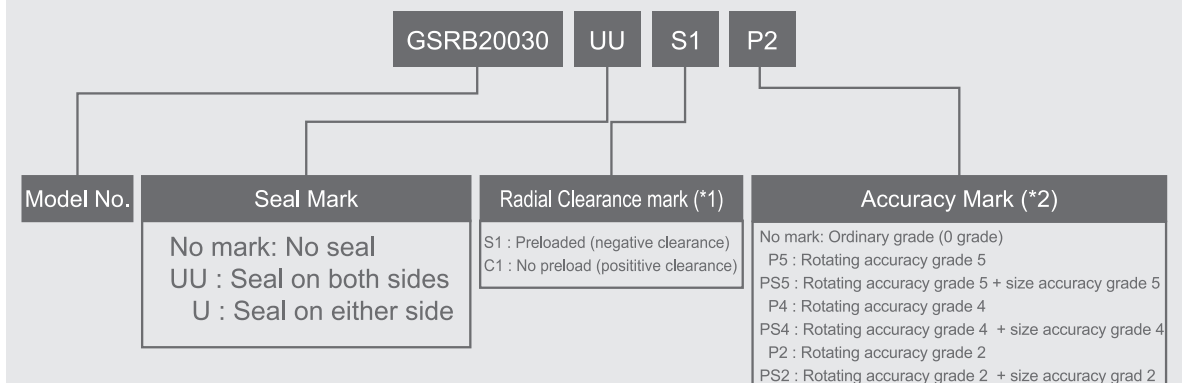 GSRB20030 UU S1 P2
Model No.
Seal Mark
No mark: No seal
UU : Seal on both sides
U : Seal on either side
Radial Clearance mark (*1)
S1 : Preloaded (negative clearance)
C1 : No preload (posititive clearance)
Accuracy Mark (*2)
No mark: Ordinary grade (0 grade)
P5 : Rotating accuracy grade 5
PS5 : Rotating accuracy grade 5 + size accuracy grade 5
P4 : Rotating accuracy grade 4
PS4 : Rotating accuracy grade 4 + size accuracy grade 4
P2 : Rotating accuracy grade 2
PS2 : Rotating accuracy grade 2 + size accuracy grad 2